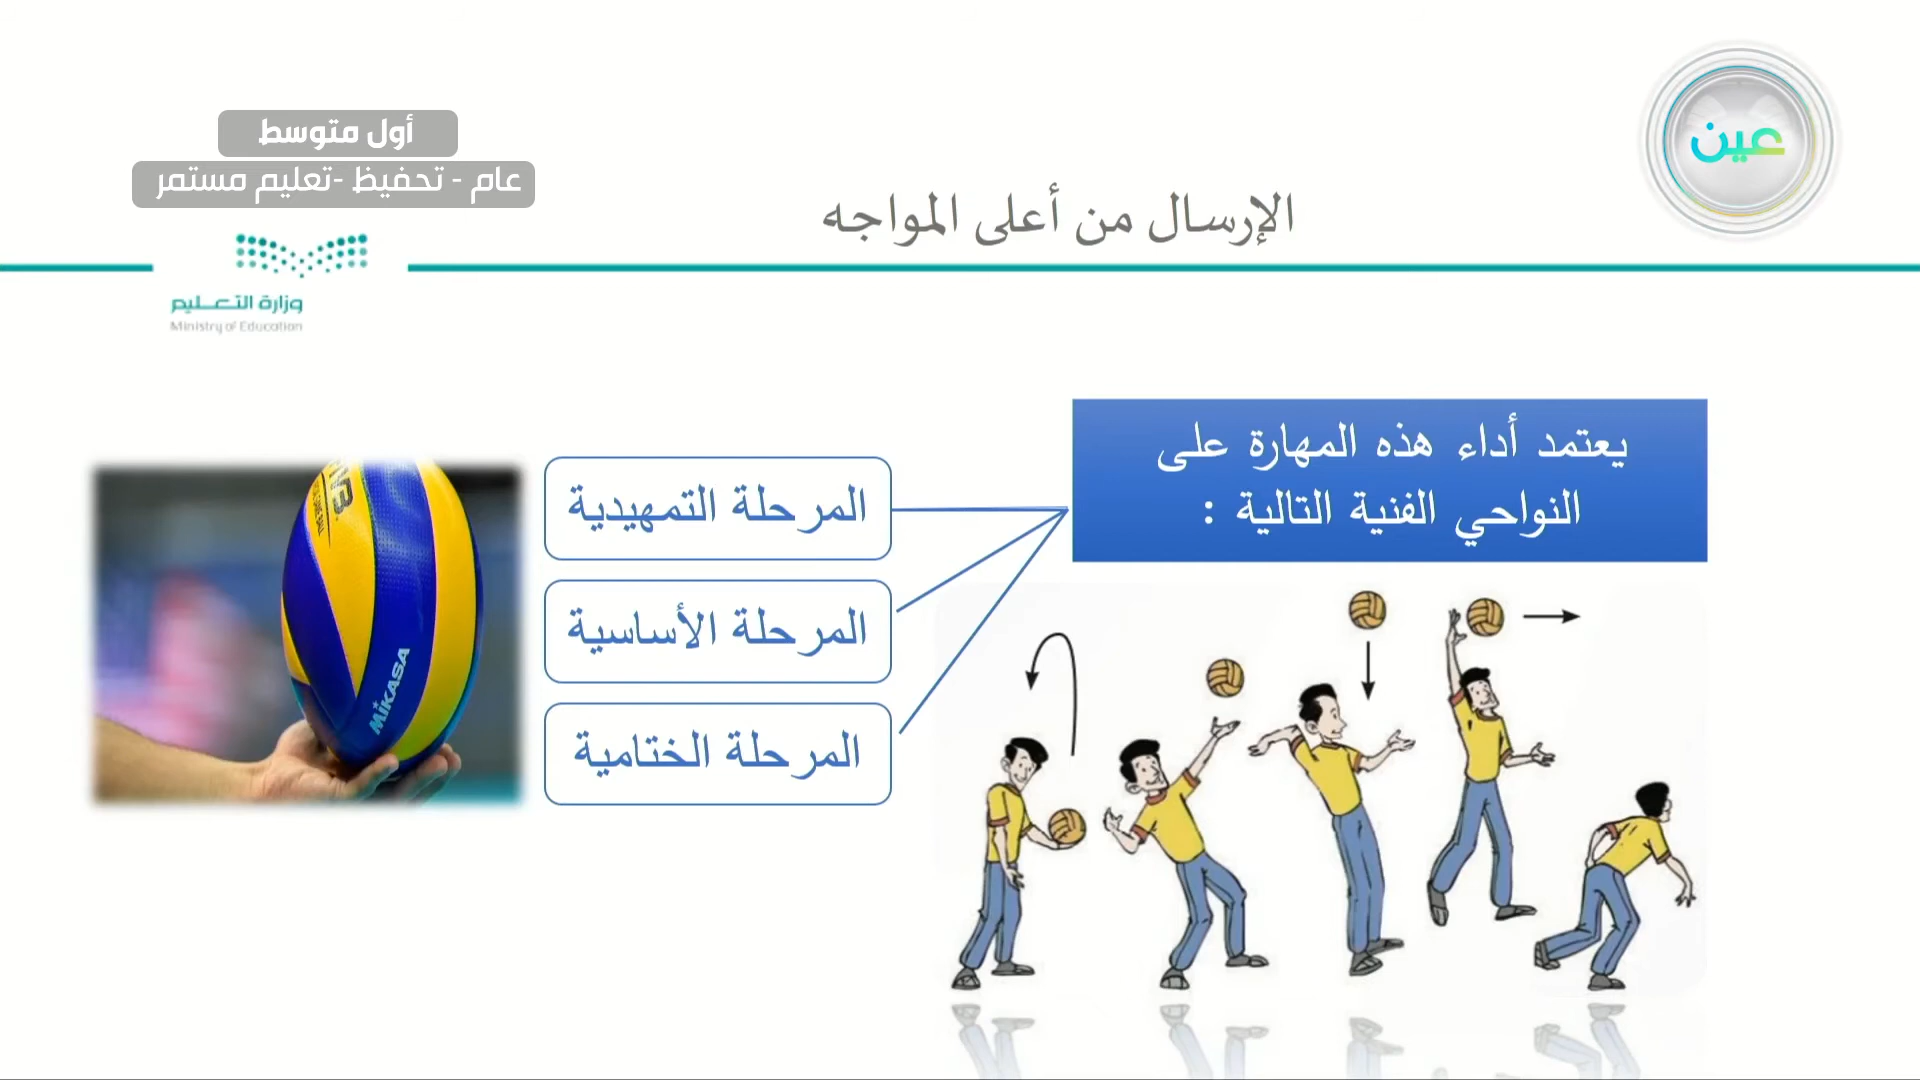 أول متوسط
عام - تحفيظ -تعليم مستمر
عين
الإرسال من أعلى المواجه
وزارة التعليم
Ministry of Education
يعتمد أداء هذه المهارة على
النواحي الفنية التالية :
المرحلة التمهيدية
المرحلة الأساسية
المرحلة الختامية
MIKASA